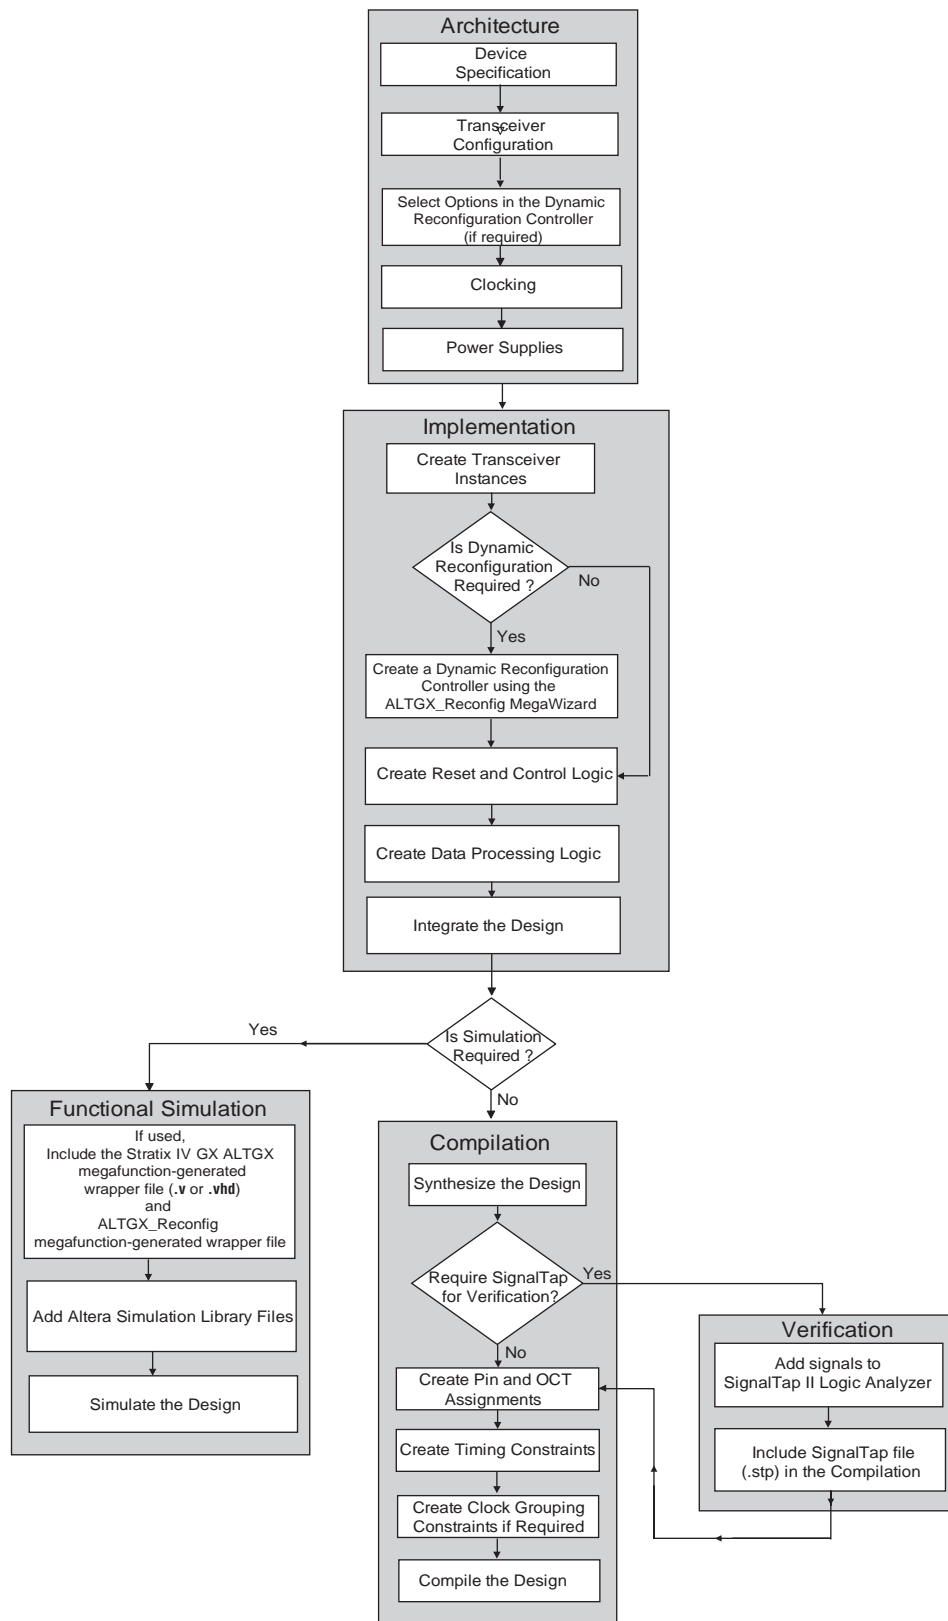 Architecture
Device
Specification
Transceiver
Configuration
Select Options in the Dynamic
Reconfiguration Controller
(if required)
Clocking
Power Supplies
Implementation
Create Transceiver
Instances
Is Dynamic
Reconfiguration
Required ?
No
Yes
Create a Dynamic Reconfiguration
Controller using the
ALTGX_Reconfig MegaWizard
Create Reset and Control Logic
Create Data Processing Logic
Integrate the Design
Is Simulation
Required ?
Yes
No
Functional Simulation
If used,
Include the Stratix IV GX ALTGX
megafunction-generated
wrapper file (.v or .vhd)
and
ALTGX_Reconfig
megafunction-generated wrapper file
Add Altera Simulation Library Files
Simulate the Design
Compilation
Synthesize the Design
Require SignalTap
for Verification?
Yes
No
Create Pin and OCT
Assignments
Create Timing Constraints
Create Clock Grouping
Constraints if Required
Compile the Design
Verification
Add signals to
SignalTap II Logic Analyzer
Include SignalTap file
(.stp) in the Compilation